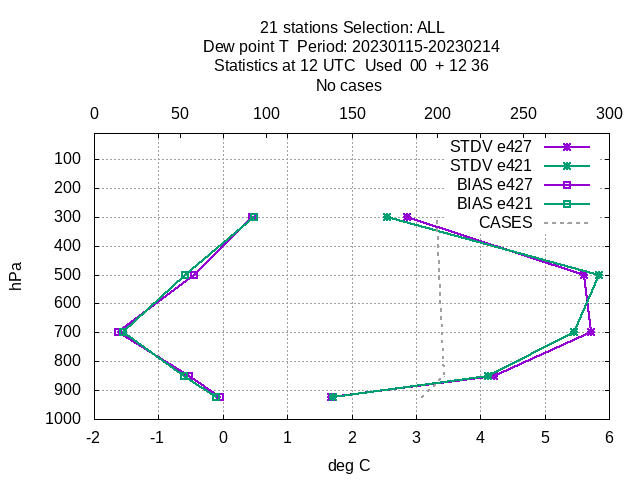 21 stations Selection: ALL
Dew point T  Period: 20230115-20230214
Statistics at 12 UTC  Used  00  + 12 36
No cases
0 50 100 150 200 250 300
STDV e427
STDV e421
BIAS e427
BIAS e421
CASES
hPa
100
200
300
400
500
600
700
800
900
1000
-2 -1 0 1 2 3 4 5 6
deg C